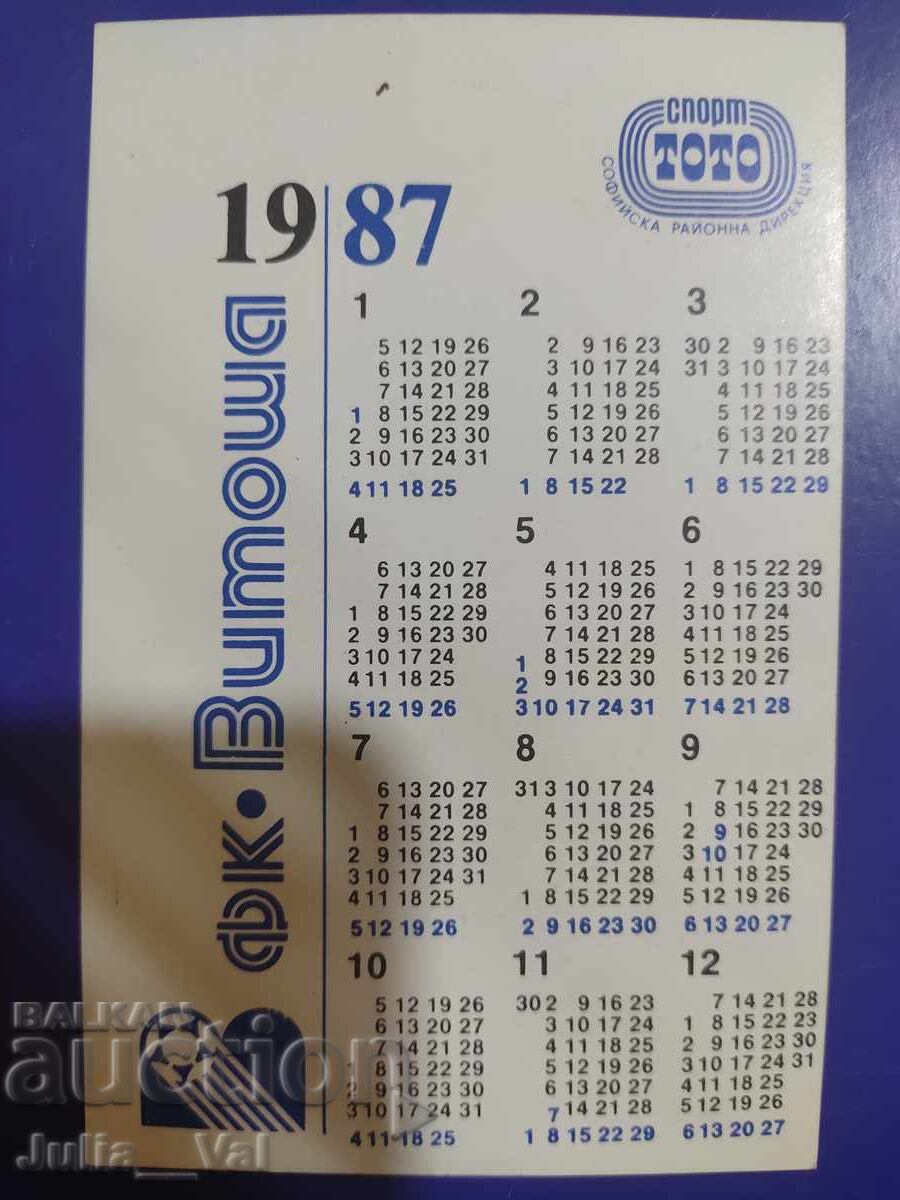 спорт
ТОТО
СОФИЙСКА РАЙОННА ДИРЕКЦИЯ
19 87
ФК • Витоша
1 2 3
5 12 19 26 2 9 16 23 30 2 9 16 23
6 13 20 27 3 10 17 24 31 3 10 17 24
7 14 21 28 4 11 18 25 4 11 18 25
1 8 15 22 29 5 12 19 26 5 12 19 26
2 9 16 23 30 6 13 20 27 6 13 20 27
3 10 17 24 31 7 14 21 28 7 14 21 28
4 11 18 25 1 8 15 22 1 8 15 22 29
4 5 6
6 13 20 27 4 11 18 25 1 8 15 22 29
7 14 21 28 5 12 19 26 2 9 16 23 30
1 8 15 22 29 6 13 20 27 3 10 17 24
2 9 16 23 30 7 14 21 28 4 11 18 25
3 10 17 24 1 8 15 22 29 5 12 19 26
4 11 18 25 2 9 16 23 30 6 13 20 27
5 12 19 26 3 10 17 24 31 7 14 21 28
7 8 9
6 13 20 27 31 3 10 17 24 7 14 21 28
7 14 21 28 4 11 18 25 1 8 15 22 29
1 8 15 22 29 5 12 19 26 2 9 16 23 30
2 9 16 23 30 6 13 20 27 3 10 17 24
3 10 17 24 31 7 14 21 28 4 11 18 25
4 11 18 25 1 8 15 22 29 5 12 19 26
5 12 19 26 2 9 16 23 30 6 13 20 27
10 11 12
5 12 19 26 30 2 9 16 23 7 14 21 28
6 13 20 27 3 10 17 24 1 8 15 22 23
7 14 21 28 4 11 18 25 2 9 16 23 30
1 8 15 22 29 5 12 19 26 3 10 17 24 31
2 9 16 23 30 6 13 20 27 4 11 18 25
3 10 17 24 31 7 14 21 28 5 12 19 26
4 11 18 25 1 8 15 22 29 6 13 20 27
BALKAN
auction
Julia__Val